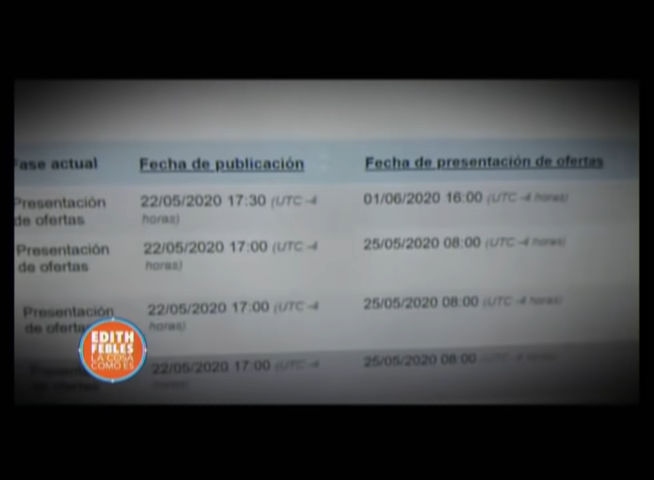 Fase actual Fecha de publicación Fecha de presentación de ofertas
Presentación 22/05/2020 17:30 (UTC -4 01/06/2020 16:00 (UTC -4 horas)
de ofertas horas)
Presentación 22/05/2020 17:00 (UTC -4 25/05/2020 08:00 (UTC -4 horas)
de ofertas horas)
Presentación 22/05/2020 17:00 (UTC -4 25/05/2020 08:00 (UTC -4 horas)
de oferta horas)
22/05/2020 17:00 (UTC -4 25/05/2020 08:00
EDITH
FEBLES
LA COSA
COMO ES